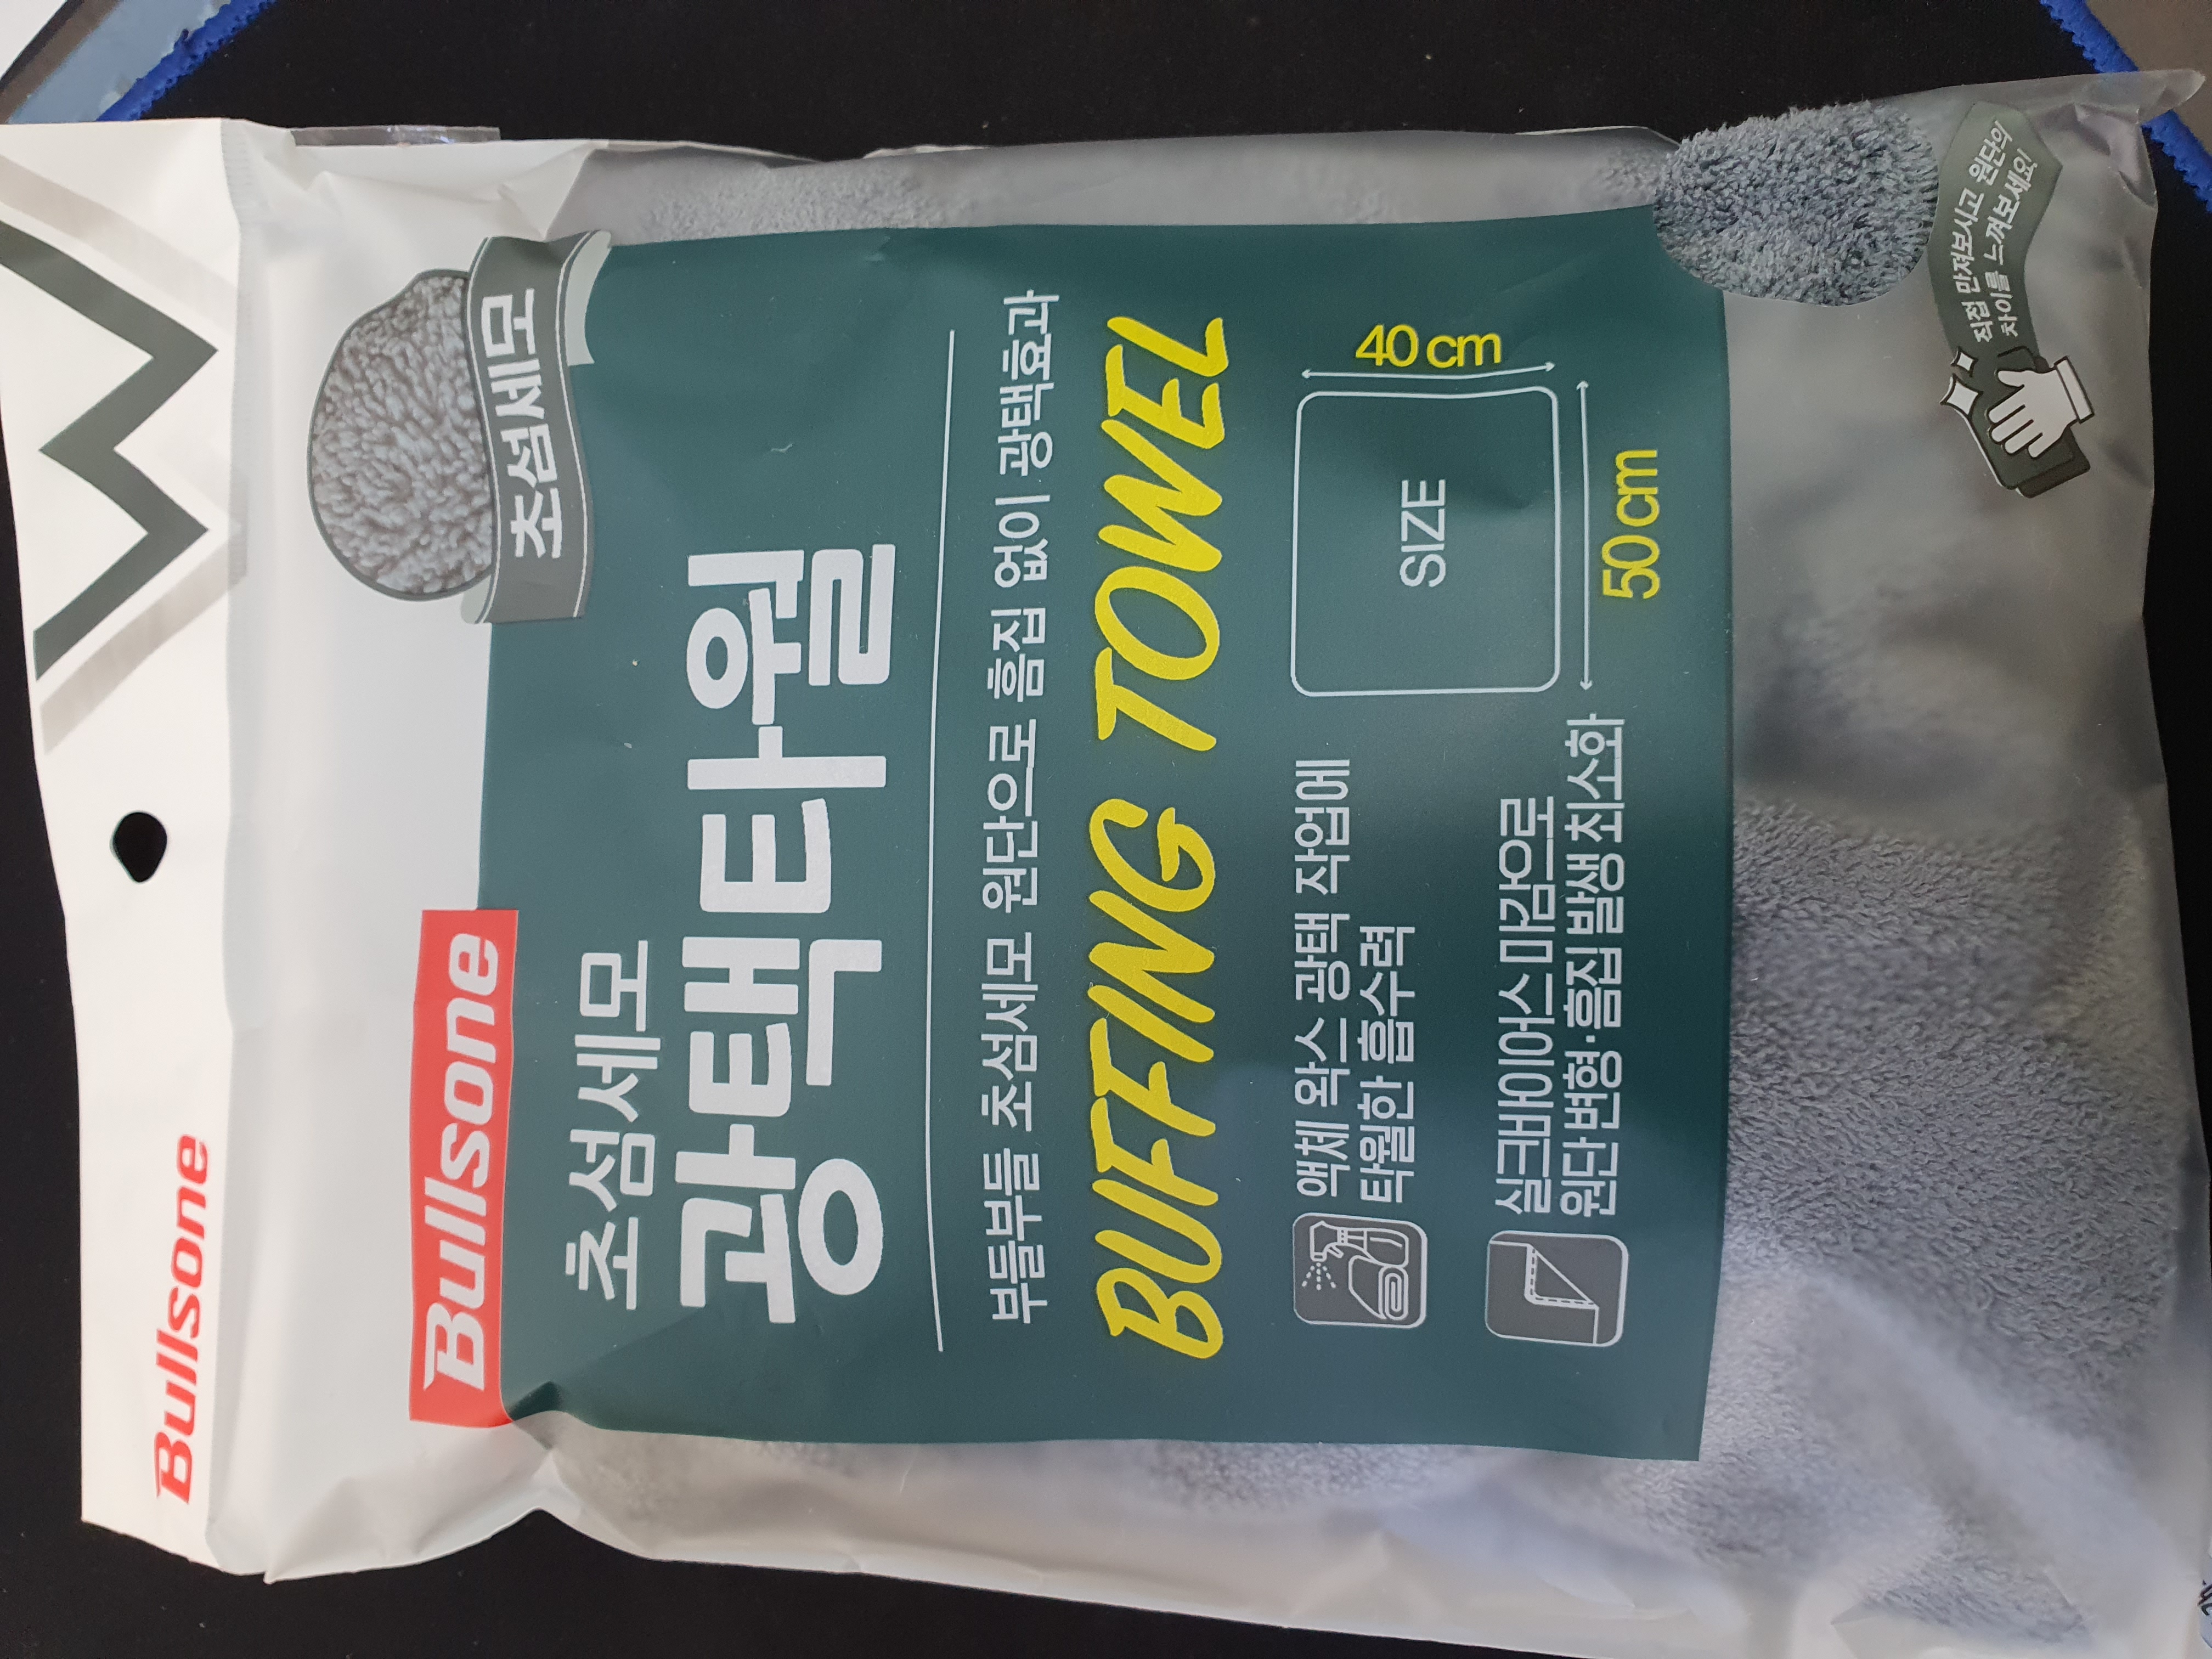 Bullsone
Bullsone
초섬세모
초섬세모
광택타월
부들부들 초섬세모 원단으로 흠집 없이 광택효과
BUFFING TOWEL
액체 왁스 광택 작업에
탁월한 흡수력
실크바이어스 마감으로
원단 변형·흠집 발생 최소화
SIZE
40 cm
50 cm
직접 만져보시고 원단의
차이를 느껴보세요!